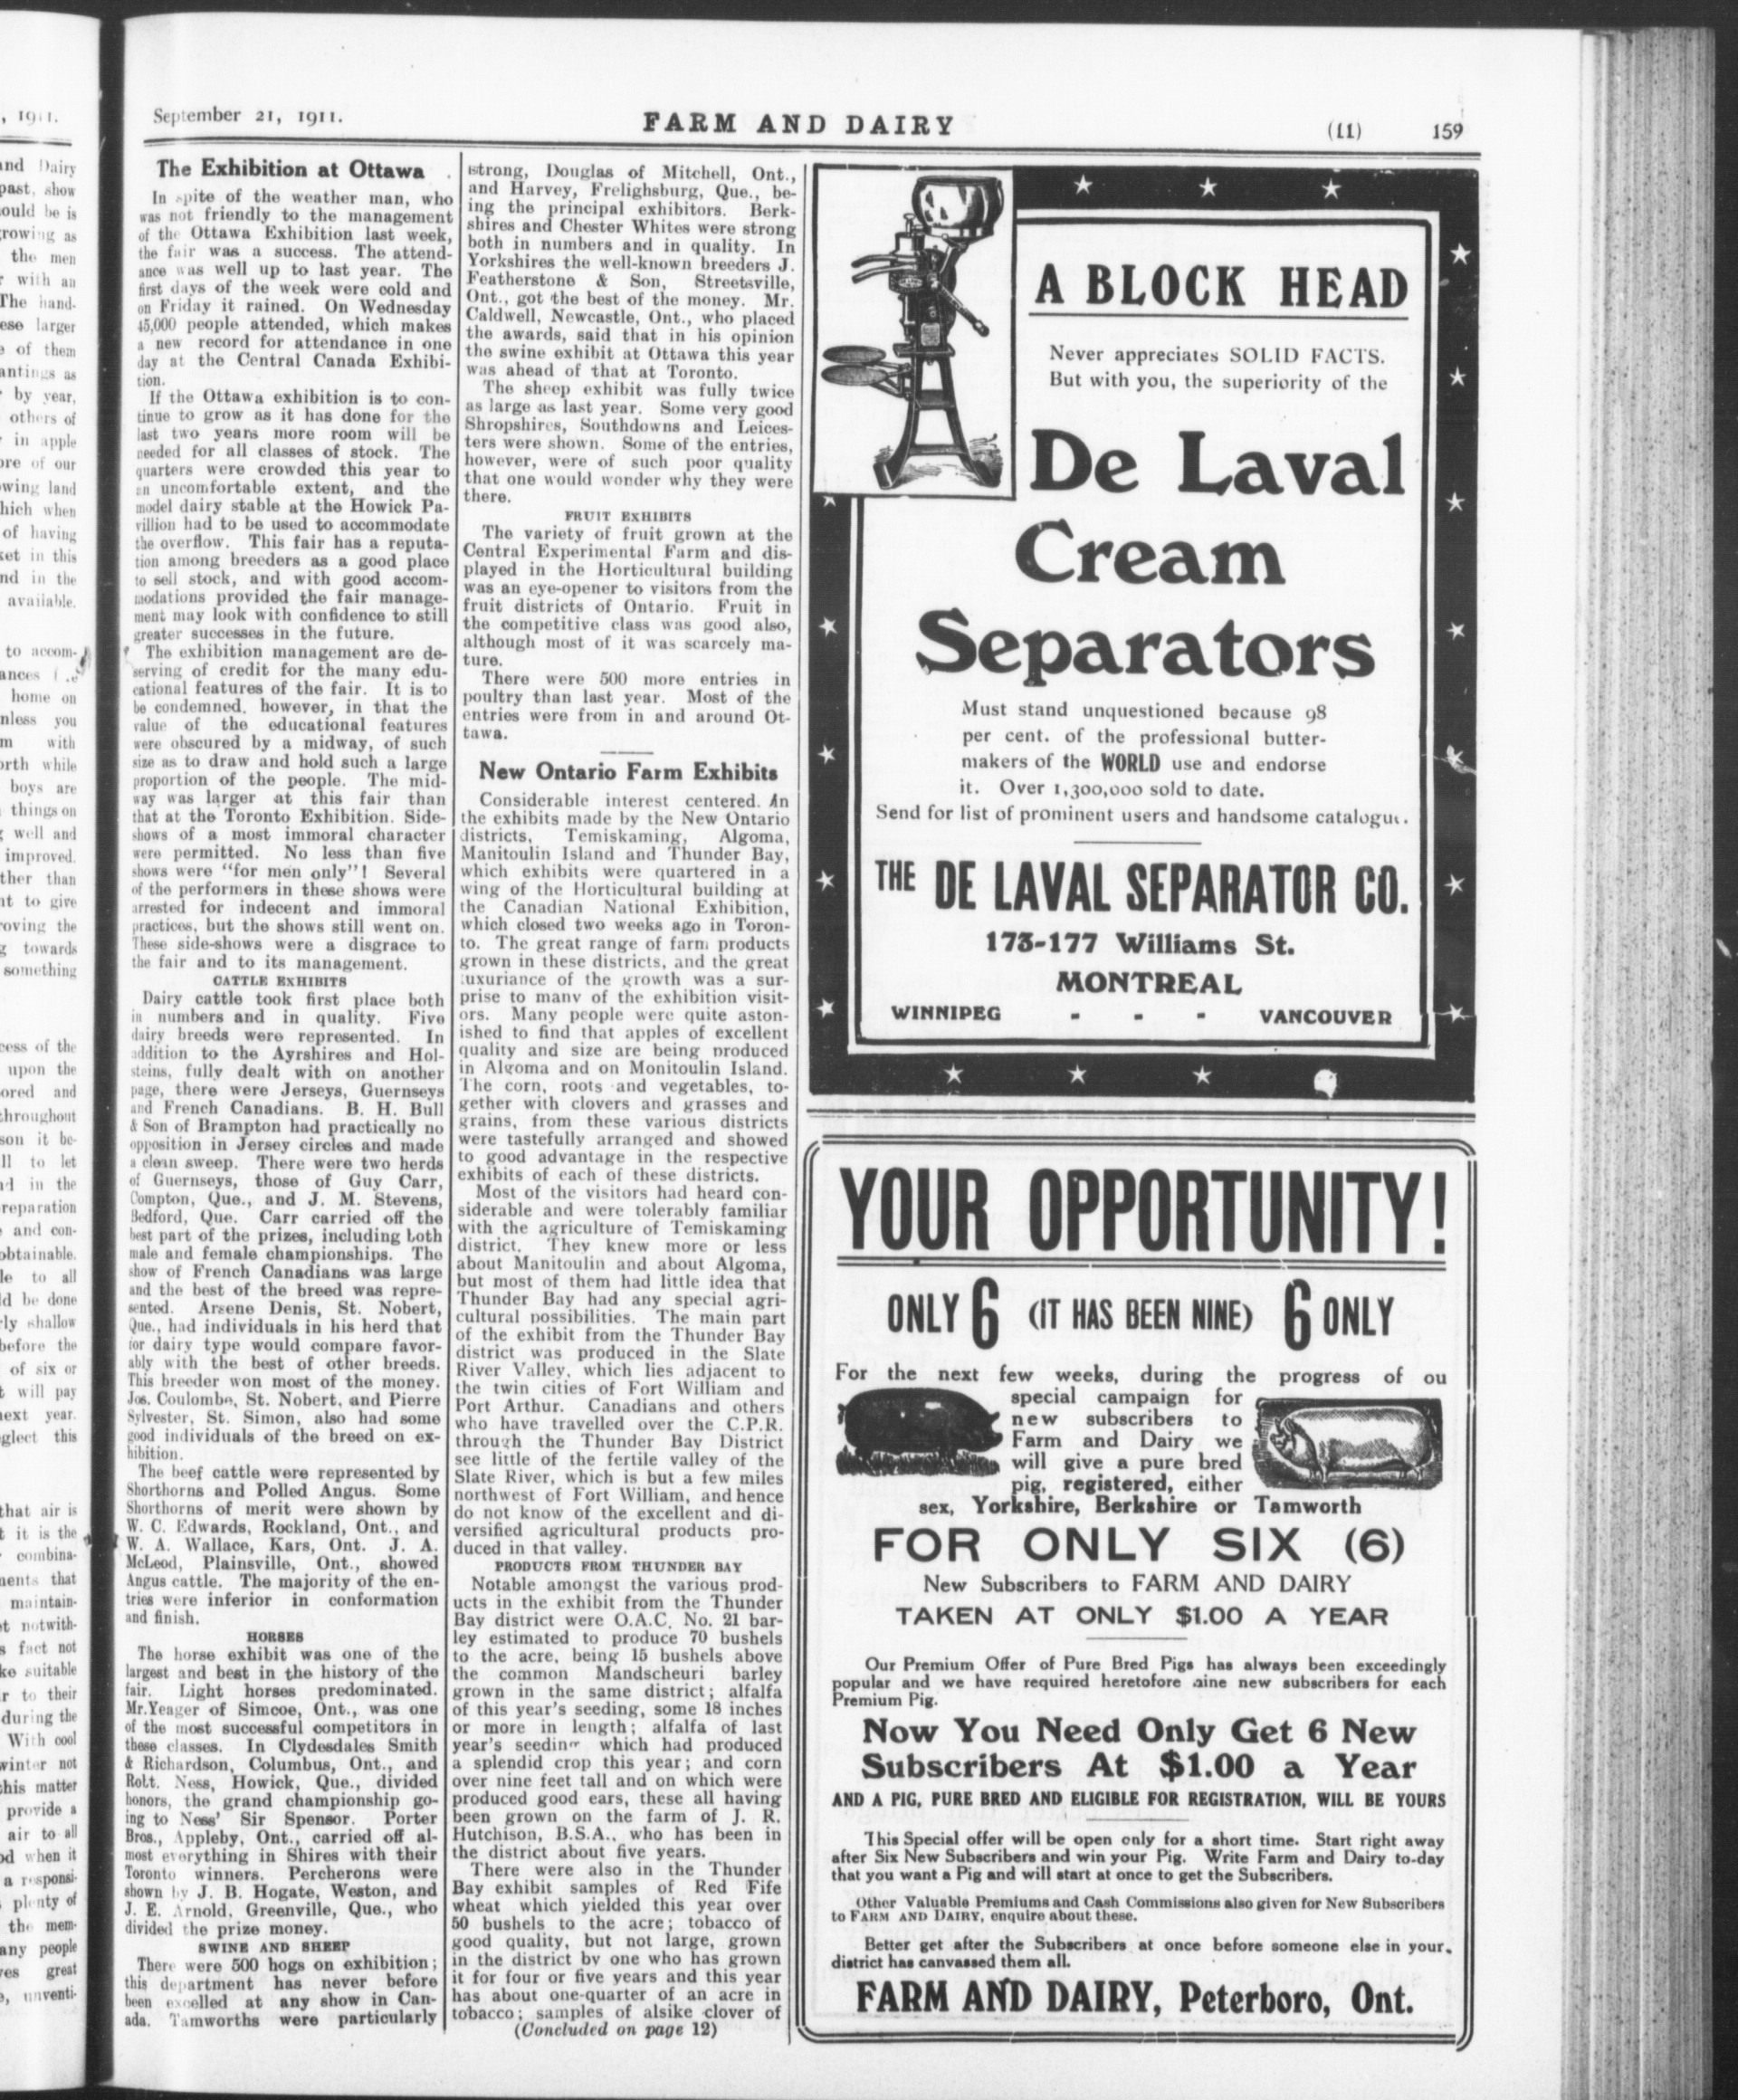 September 21, 1911.
FARM AND DAIRY
(11) 159
The Exhibition at Ottawa
In spite of the weather man, who
was not friendly to the management
of the Ottawa Exhibition last week,
the fair was a success. The attend-
ance was well up to last year. The
first days of the week were cold and
on Friday it rained. On Wednesday
45,000 people attended, which makes
a new record for attendance in one
day at the Central Canada Exhibi-
tion.
If the Ottawa exhibition is to con-
tinue to grow as it has done for the
last two years more room will be
needed for all classes of stock. The
quarters were crowded this year to
an uncomfortable extent, and the
model dairy stable at the Howick Pa-
villion had to be used to accommodate
the overflow. This fair has a reputa-
tion among breeders as a good place
to sell stock, and with good accom-
modations provided the fair manage-
ment may look with confidence to still
greater successes in the future.
The exhibition management are de-
serving of credit for the many edu-
cational features of the fair. It is to
be condemned, however, in that the
value of the educational features
were obscured by a midway, of such
size as to draw and hold such a large
proportion of the people. The mid-
way was larger at this fair than
that at the Toronto Exhibition. Side-
shows of a most immoral character
were permitted. No less than five
shows were "for men only"! Several
of the performers in these shows were
arrested for indecent and immoral
practices, but the shows still went on.
These side-shows were a disgrace to
the fair and to its management.
CATTLE EXHIBITS
Dairy cattle took first place both
in numbers and in quality. Five
dairy breeds were represented. In
addition to the Ayrshires and Hol-
steins, fully dealt with on another
page, there were Jerseys, Guernseys
and French Canadians. B. H. Bull
& Son of Brampton had practically no
opposition in Jersey circles and made
a clean sweep. There were two herds
of Guernseys, those of Guy Carr,
Compton, Que., and J. M. Stevens,
Bedford, Que. Carr carried off the
best part of the prizes, including both
male and female championships. The
show of French Canadians was large
and the best of the breed was repre-
sented. Arsene Denis, St. Nobert,
Que., had individuals in his herd that
for dairy type would compare favor-
ably with the best of other breeds.
This breeder won most of the money.
Jos. Coulombe, St. Nobert, and Pierre
Sylvester, St. Simon, also had some
good individuals of the breed on ex-
hibition.
The beef cattle were represented by
Shorthorns and Polled Angus. Some
Shorthorns of merit were shown by
W. C. Edwards, Rockland, Ont., and
W. A. Wallace, Kars, Ont. J. A.
McLeod, Plainsville, Ont., showed
Angus cattle. The majority of the en-
tries were inferior in conformation
and finish.
HORSES
The horse exhibit was one of the
largest and best in the history of the
fair. Light horses predominated.
Mr.Yeager of Simcoe, Ont., was one
of the most successful competitors in
these classes. In Clydesdales Smith
& Richardson, Columbus, Ont., and
Robt. Ness, Howick, Que., divided
honors, the grand championship go-
ing to Ness' Sir Spensor. Porter
Bros., Appleby, Ont., carried off al-
most everything in Shires with their
Toronto winners. Percherons were
shown by J. B. Hogate, Weston, and
J. E. Arnold, Greenville, Que., who
divided the prize money.
SWINE AND SHEEP
There were 500 hogs on exhibition;
this department has never before
been excelled at any show in Can-
ada. Tamworths were particularly
strong, Douglas of Mitchell, Ont.,
and Harvey, Frelighsburg, Que., be-
ing the principal exhibitors. Berk-
shires and Chester Whites were strong
both in numbers and in quality. In
Yorkshires the well-known breeders J.
Featherstone & Son, Streetsville,
Ont., got the best of the money. Mr.
Caldwell, Newcastle, Ont., who placed
the awards, said that in his opinion
the swine exhibit at Ottawa this year
was ahead of that at Toronto.
The sheep exhibit was fully twice
as large as last year. Some very good
Shropshires, Southdowns and Leices-
ters were shown. Some of the entries,
however, were of such poor quality
that one would wonder why they were
there.
FRUIT EXHIBITS
The variety of fruit grown at the
Central Experimental Farm and dis-
played in the Horticultural building
was an eye-opener to visitors from the
fruit districts of Ontario. Fruit in
the competitive class was good also,
although most of it was scarcely ma-
ture.
There were 500 more entries in
poultry than last year. Most of the
entries were from in and around Ot-
tawa.
New Ontario Farm Exhibits
Considerable interest centered. in
the exhibits made by the New Ontario
districts, Temiskaming, Algoma,
Manitoulin Island and Thunder Bay,
which exhibits were quartered in a
wing of the Horticultural building at
the Canadian National Exhibition,
which closed two weeks ago in Toron-
to. The great range of farm products
grown in these districts, and the great
luxuriance of the growth was a sur-
prise to many of the exhibition visit-
ors. Many people were quite aston-
ished to find that apples of excellent
quality and size are being produced
in Algoma and on Monitoulin Island.
The corn, roots and vegetables, to-
gether with clovers and grasses and
grains, from these various districts
were tastefully arranged and showed
to good advantage in the respective
exhibits of each of these districts.
Most of the visitors had heard con-
siderable and were tolerably familiar
with the agriculture of Temiskaming
district. They knew more or less
about Manitoulin and about Algoma,
but most of them had little idea that
Thunder Bay had any special agri-
cultural possibilities. The main part
of the exhibit from the Thunder Bay
district was produced in the Slate
River Valley, which lies adjacent to
the twin cities of Fort William and
Port Arthur. Canadians and others
who have travelled over the C.P.R.
through the Thunder Bay District
see little of the fertile valley of the
Slate River, which is but a few miles
northwest of Fort William, and hence
do not know of the excellent and di-
versified agricultural products pro-
duced in that valley.
PRODUCTS FROM THUNDER BAY
Notable amongst the various prod-
ucts in the exhibit from the Thunder
Bay district were O.A.C. No. 21 bar-
ley estimated to produce 70 bushels
to the acre, being 15 bushels above
the common Mandscheuri barley
grown in the same district; alfalfa
of this year's seeding, some 18 inches
or more in length; alfalfa of last
year's seeding which had produced
a splendid crop this year; and corn
over nine feet tall and on which were
produced good ears, these all having
been grown on the farm of J. R.
Hutchison, B.S.A., who has been in
the district about five years.
There were also in the Thunder
Bay exhibit samples of Red Fife
wheat which yielded this year over
50 bushels to the acre; tobacco of
good quality, but not large, grown
in the district by one who has grown
it for four or five years and this year
has about one-quarter of an acre in
tobacco; samples of alsike clover of
(Concluded on page 12)
A BLOCK HEAD
Never appreciates SOLID FACTS.
But with you, the superiority of the
De Laval
Cream
Separators
Must stand unquestioned because 98
per cent. of the professional butter-
makers of the WORLD use and endorse
it. Over 1,300,000 sold to date.
Send for list of prominent users and handsome catalogue.
THE DE LAVAL SEPARATOR CO.
173-177 Williams St.
MONTREAL
WINNIPEG - - - VANCOUVER
YOUR OPPORTUNITY!
ONLY 6 (IT HAS BEEN NINE) 6 ONLY
For the next few weeks, during the progress of ou
special campaign for
new subscribers to
Farm and Dairy we
will give a pure bred
pig, registered, either
sex, Yorkshire, Berkshire or Tamworth
FOR ONLY SIX (6)
New Subscribers to FARM AND DAIRY
TAKEN AT ONLY $1.00 A YEAR
Our Premium Offer of Pure Bred Pigs has always been exceedingly
popular and we have required heretofore nine new subscribers for each
Premium Pig.
Now You Need Only Get 6 New
Subscribers At $1.00 a Year
AND A PIG, PURE BRED AND ELIGIBLE FOR REGISTRATION, WILL BE YOURS
This Special offer will be open only for a short time. Start right away
after Six New Subscribers and win your Pig. Write Farm and Dairy to-day
that you want a Pig and will start at once to get the Subscribers.
Other Valuable Premiums and Cash Commissions also given for New Subscribers
to FARM AND DAIRY, enquire about these.
Better get after the Subscribers at once before someone else in your
district has canvassed them all.
FARM AND DAIRY, Peterboro, Ont.